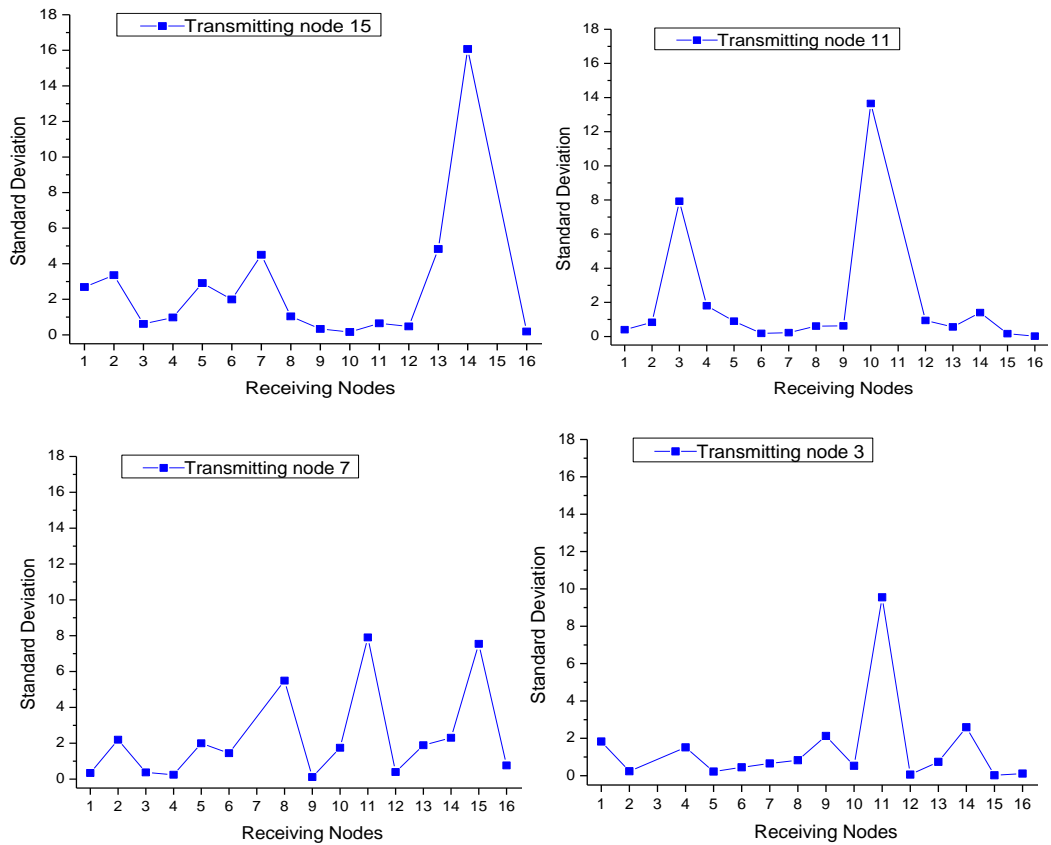 Transmitting node 15
18
16
14
12
10
8
6
4
2
0
Standard Deviation
1 2 3 4 5 6 7 8 9 10 11 12 13 14 15 16
Receiving Nodes
Transmitting node 11
18
16
14
12
10
8
6
4
2
0
Standard Deviation
1 2 3 4 5 6 7 8 9 10 11 12 13 14 15 16
Receiving Nodes
Transmitting node 7
18
16
14
12
10
8
6
4
2
0
Standard Deviation
1 2 3 4 5 6 7 8 9 10 11 12 13 14 15 16
Receiving Nodes
Transmitting node 3
18
16
14
12
10
8
6
4
2
0
Standard Deviation
1 2 3 4 5 6 7 8 9 10 11 12 13 14 15 16
Receiving Nodes